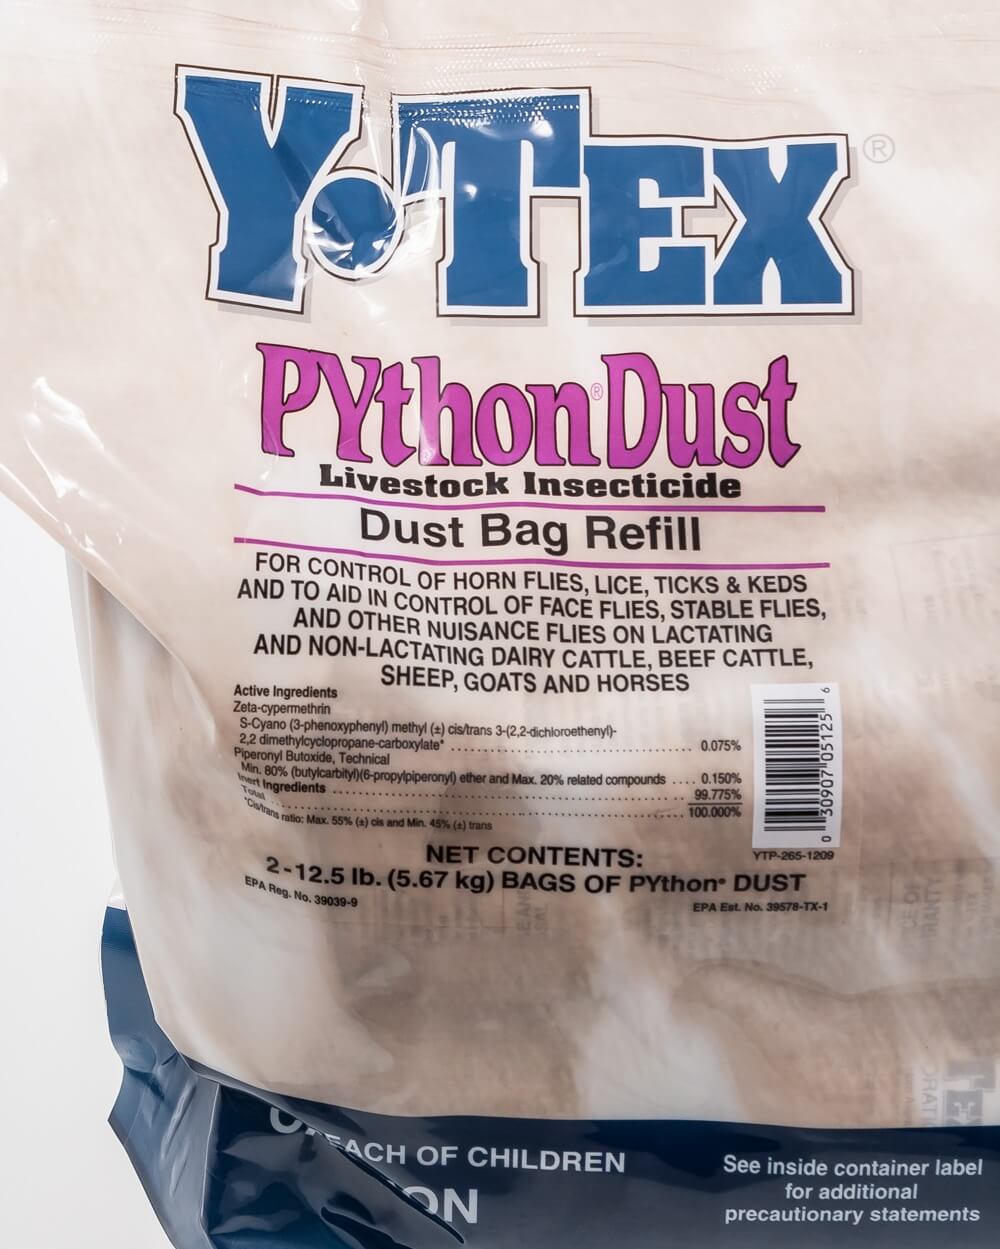 Y-TEX®
PYthon® Dust
Livestock Insecticide
Dust Bag Refill
FOR CONTROL OF HORN FLIES, LICE, TICKS & KEDS
AND TO AID IN CONTROL OF FACE FLIES, STABLE FLIES,
AND OTHER NUISANCE FLIES ON LACTATING
AND NON-LACTATING DAIRY CATTLE, BEEF CATTLE,
SHEEP, GOATS AND HORSES
Active Ingredients
Zeta-cypermethrin
S-Cyano (3-phenoxyphenyl) methyl (±) cis/trans 3-(2,2-dichloroethenyl)-
2,2 dimethylcyclopropane-carboxylate* ........ 0.075%
Piperonyl Butoxide, Technical
Min. 80% (butylcarbityl)(6-propylpiperonyl) ether and Max. 20% related compounds .... 0.150%
Inert Ingredients ........ 99.775%
Total ........ 100.000%
*Cis/trans ratio: Max. 55% (±) cis and Min. 45% (±) trans
0 30907 05125 6
YTP-265-1209
NET CONTENTS:
2-12.5 lb. (5.67 kg) BAGS OF PYthon® DUST
EPA Reg. No. 39039-9
EPA Est. No. 39578-TX-1
EACH OF CHILDREN
ON
See inside container label
for additional
precautionary statements